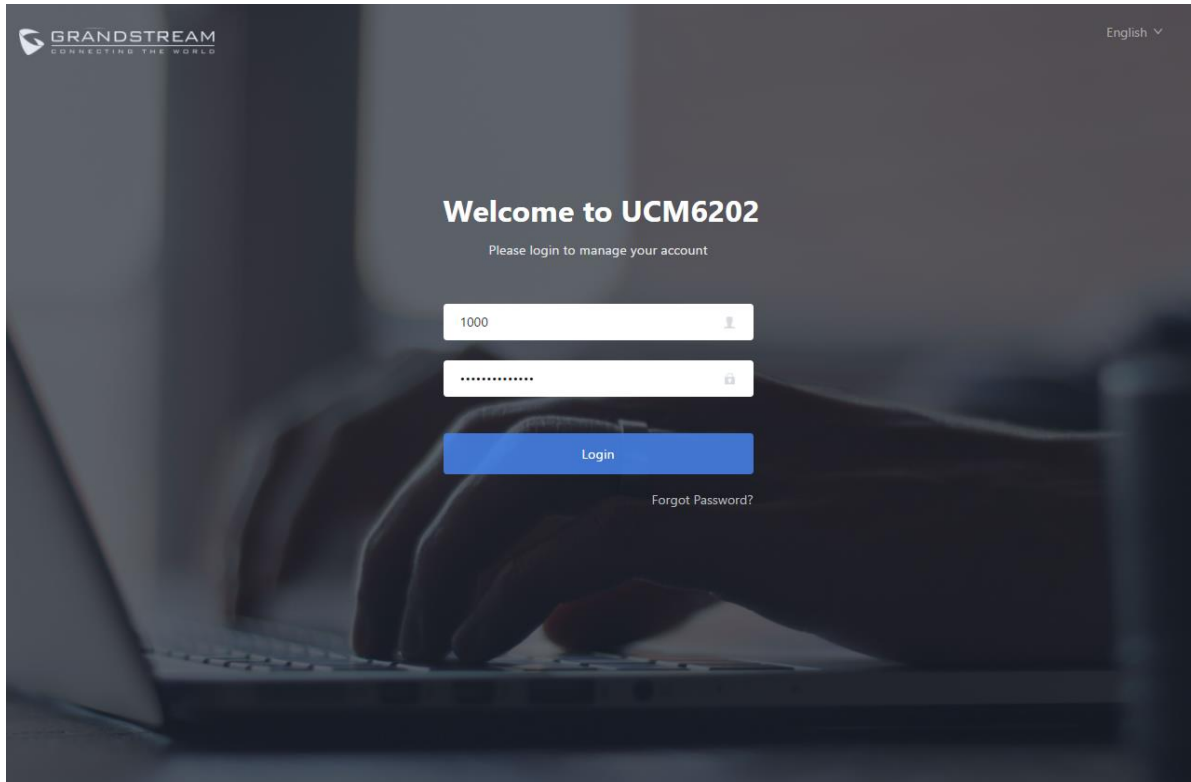 GRANDSTREAM
CONNECTING THE WORLD
English
Welcome to UCM6202
Please login to manage your account
1000
••••••••••••••
Login
Forgot Password?